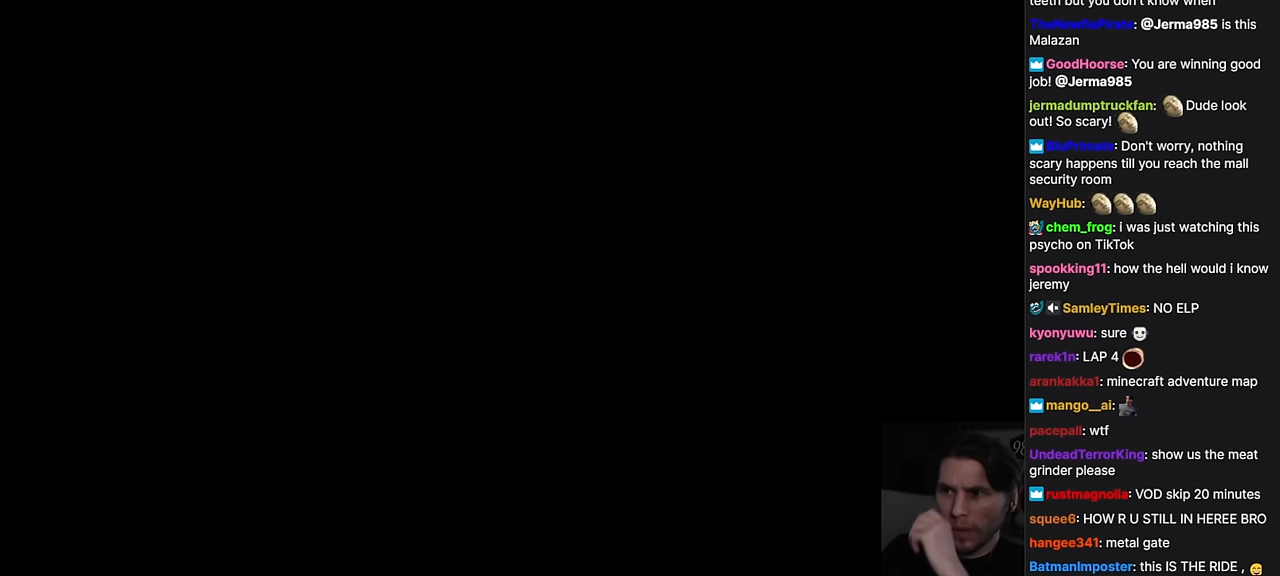 teeth but you don't know when
TheNewfiePirate: @Jerma985 is this
Malazan
GoodHoorse: You are winning good
job! @Jerma985
jermadumptruckfan: Dude look
out! So scary!
BluPrimate: Don't worry, nothing
scary happens till you reach the mall
security room
WayHub:
chem_frog: i was just watching this
psycho on TikTok
spookking11: how the hell would i know
jeremy
SamleyTimes: NO ELP
kyonyuwu: sure
rarek1n: LAP 4
arankakka1: minecraft adventure map
mango__ai:
pacepall: wtf
UndeadTerrorKing: show us the meat
grinder please
rustmagnolia: VOD skip 20 minutes
squee6: HOW R U STILL IN HEREE BRO
hangee341: metal gate
BatmanImposter: this IS THE RIDE ,
98